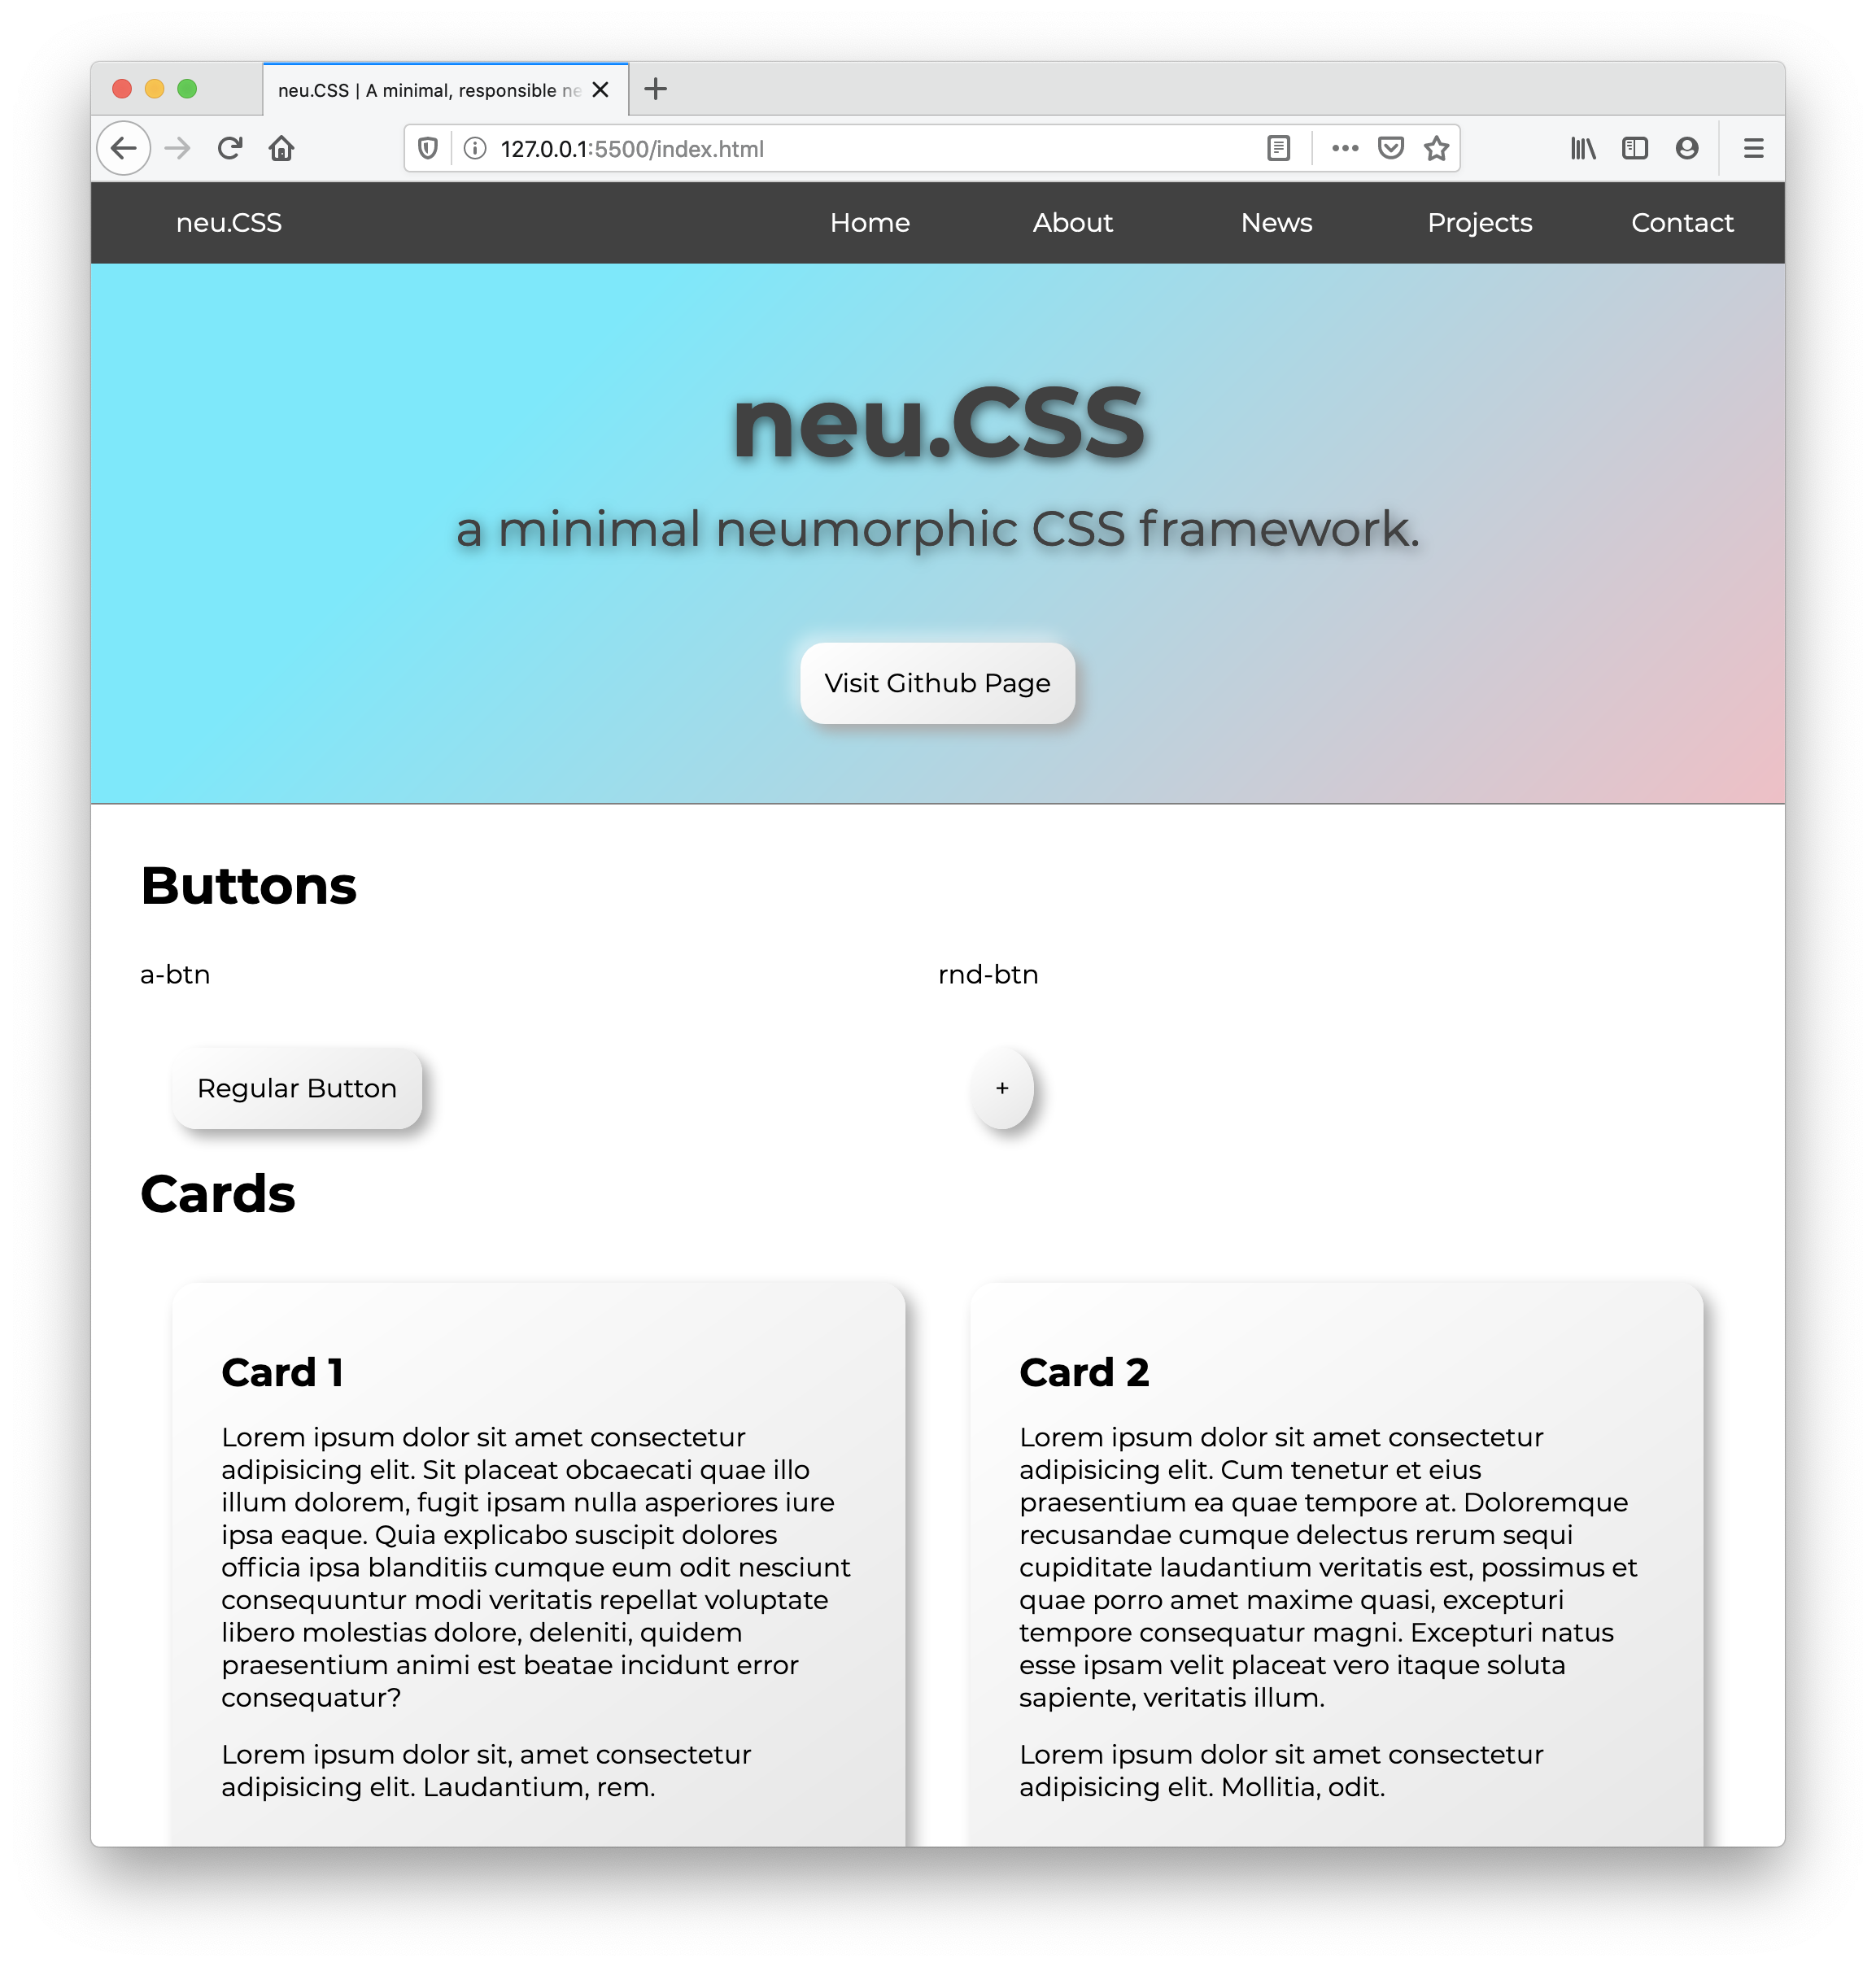 neu.CSS | A minimal, responsible ne
127.0.0.1:5500/index.html
neu.CSS Home About News Projects Contact
neu.CSS
a minimal neumorphic CSS framework.
Visit Github Page
Buttons
a-btn rnd-btn
Regular Button +
Cards
Card 1
Lorem ipsum dolor sit amet consectetur
adipisicing elit. Sit placeat obcaecati quae illo
illum dolorem, fugit ipsam nulla asperiores iure
ipsa eaque. Quia explicabo suscipit dolores
officia ipsa blanditiis cumque eum odit nesciunt
consequuntur modi veritatis repellat voluptate
libero molestias dolore, deleniti, quidem
praesentium animi est beatae incidunt error
consequatur?
Lorem ipsum dolor sit, amet consectetur
adipisicing elit. Laudantium, rem.
Card 2
Lorem ipsum dolor sit amet consectetur
adipisicing elit. Cum tenetur et eius
praesentium ea quae tempore at. Doloremque
recusandae cumque delectus rerum sequi
cupiditate laudantium veritatis est, possimus et
quae porro amet maxime quasi, excepturi
tempore consequatur magni. Excepturi natus
esse ipsam velit placeat vero itaque soluta
sapiente, veritatis illum.
Lorem ipsum dolor sit amet consectetur
adipisicing elit. Mollitia, odit.